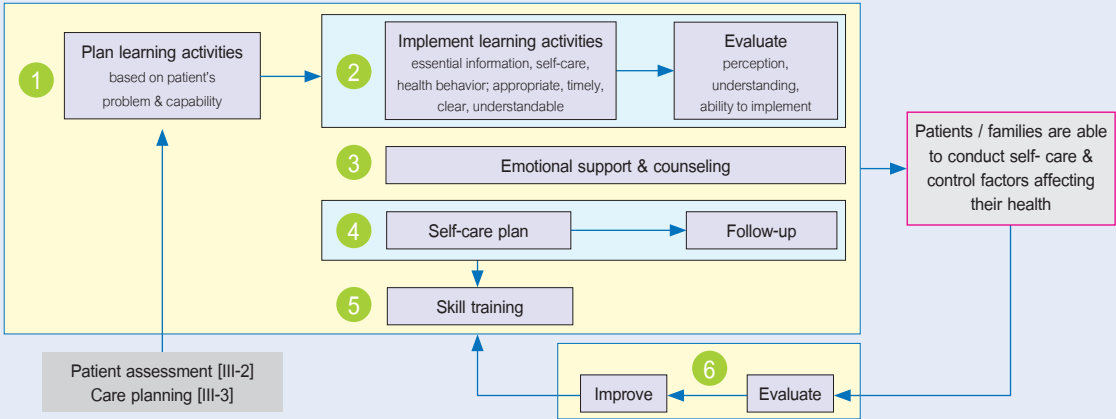 1
Plan learning activities
based on patient's
problem & capability
2
Implement learning activities
essential information, self-care,
health behavior; appropriate, timely,
clear, understandable
Evaluate
perception,
understanding,
ability to implement
3
Emotional support & counseling
4
Self-care plan
Follow-up
5
Skill training
Patients / families are able
to conduct self- care &
control factors affecting
their health
Patient assessment [III-2]
Care planning [III-3]
6
Improve
Evaluate